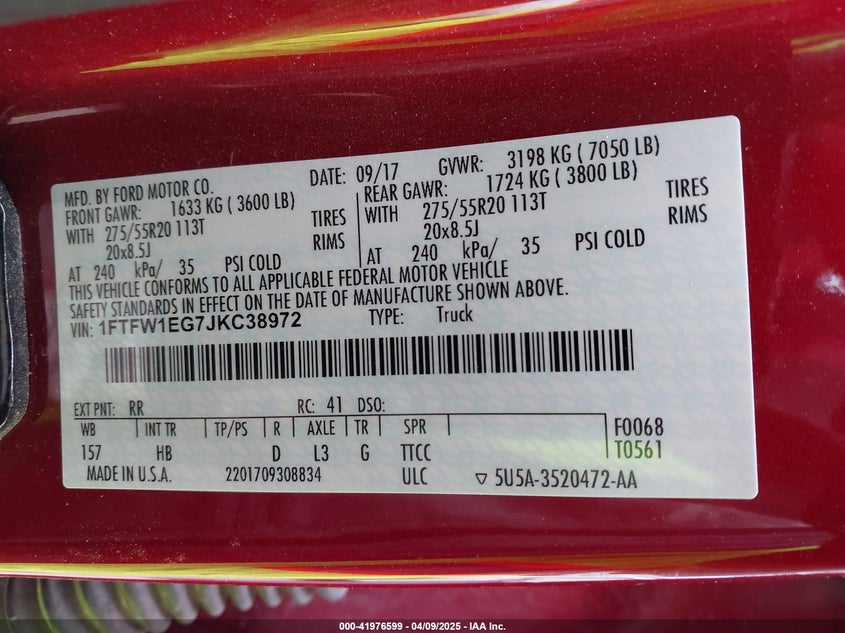 MFD. BY FORD MOTOR CO. DATE: 09/17 GVWR: 3198 KG ( 7050 LB)
FRONT GAWR: 1633 KG ( 3600 LB) REAR GAWR: 1724 KG ( 3800 LB)
WITH 275/55R20 113T TIRES WITH 275/55R20 113T TIRES
20x8.5J RIMS 20x8.5J RIMS
AT 240 kPa/ 35 PSI COLD AT 240 kPa/ 35 PSI COLD
THIS VEHICLE CONFORMS TO ALL APPLICABLE FEDERAL MOTOR VEHICLE
SAFETY STANDARDS IN EFFECT ON THE DATE OF MANUFACTURE SHOWN ABOVE.
VIN: 1FTFW1EG7JKC38972 TYPE: Truck
EXT PNT: RR RC: 41 DSO:
WB INT TR TP/PS R AXLE TR SPR F0068
157 HB D L3 G TTCC T0561
MADE IN U.S.A. 2201709308834 ULC ▽ 5U5A-3520472-AA
000-41976599 - 04/09/2025 - IAA Inc.